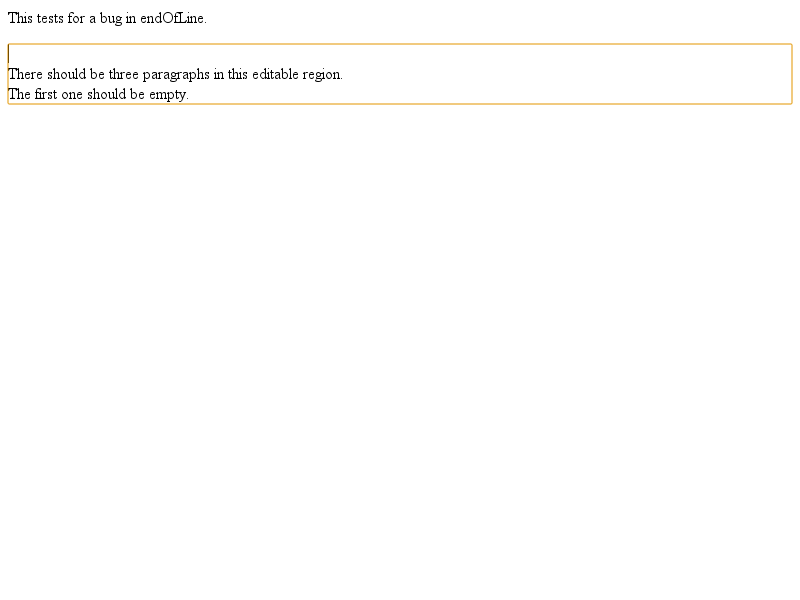 This tests for a bug in endOfLine.
There should be three paragraphs in this editable region.
The first one should be empty.